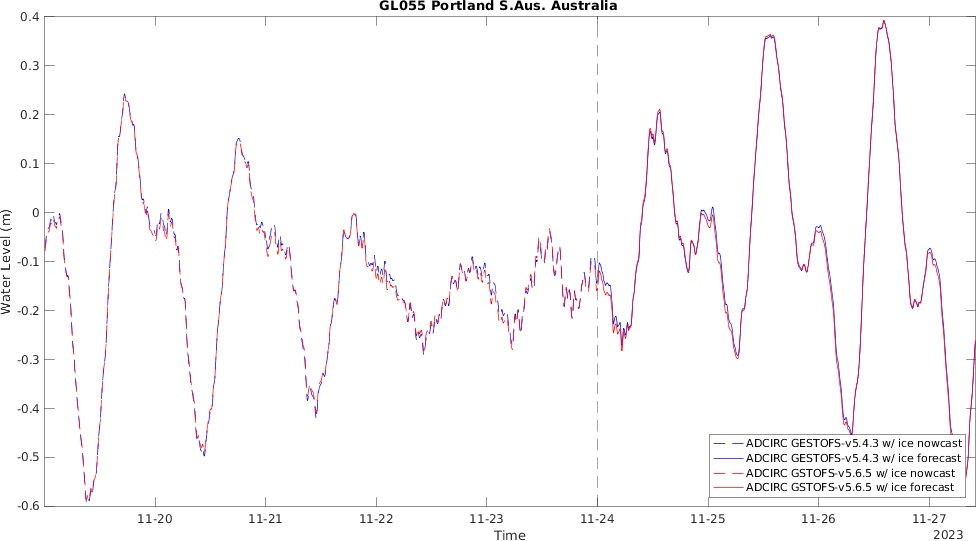 GL055 Portland S.Aus. Australia
0.4
0.3
0.2
0.1
0
-0.1
-0.2
-0.3
-0.4
-0.5
-0.6
Water Level (m)
ADCIRC GESTOFS-v5.4.3 w/ ice nowcast
ADCIRC GESTOFS-v5.4.3 w/ ice forecast
ADCIRC GSTOFS-v5.6.5 w/ ice nowcast
ADCIRC GSTOFS-v5.6.5 w/ ice forecast
11-20 11-21 11-22 11-23 11-24 11-25 11-26 11-27
Time
2023